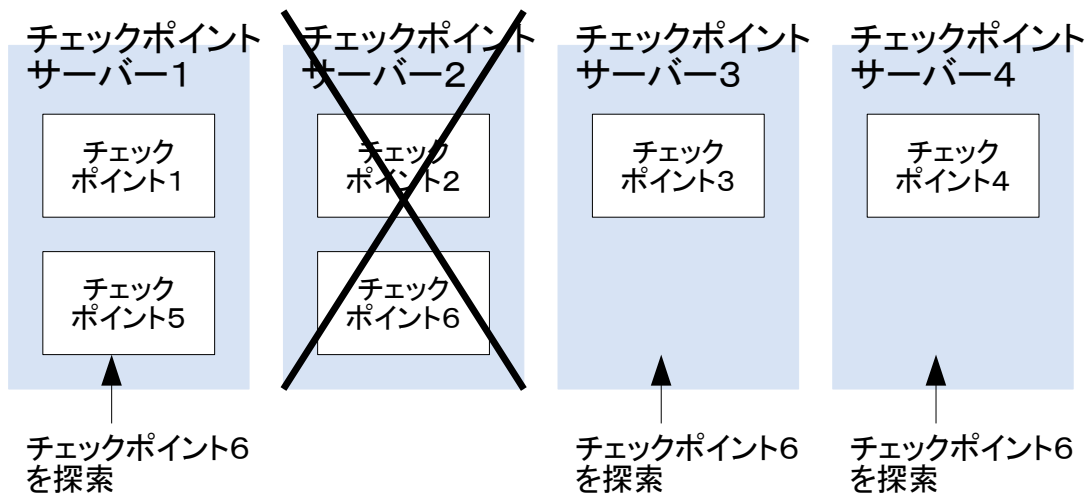 チェックポイント
サーバー1
チェック
ポイント1
チェック
ポイント5
チェックポイント6
を探索
チェックポイント
サーバー2
チェック
ポイント2
チェック
ポイント6
チェックポイント
サーバー3
チェック
ポイント3
チェックポイント6
を探索
チェックポイント
サーバー4
チェック
ポイント4
チェックポイント6
を探索